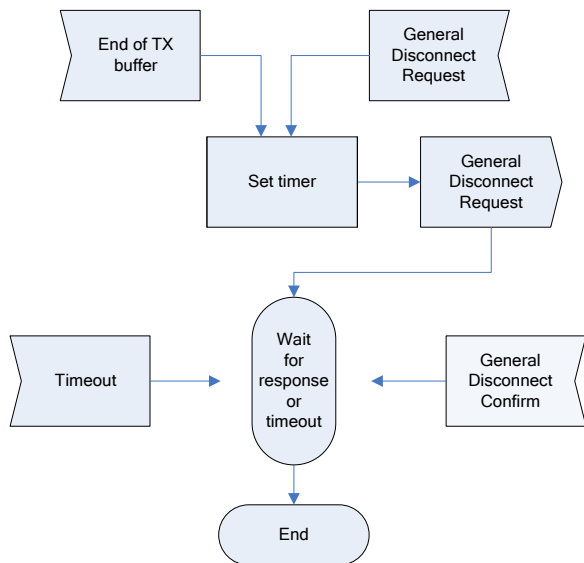 End of TX
buffer
General
Disconnect
Request
Set timer
General
Disconnect
Request
Timeout
Wait
for
response
or
timeout
General
Disconnect
Confirm
End